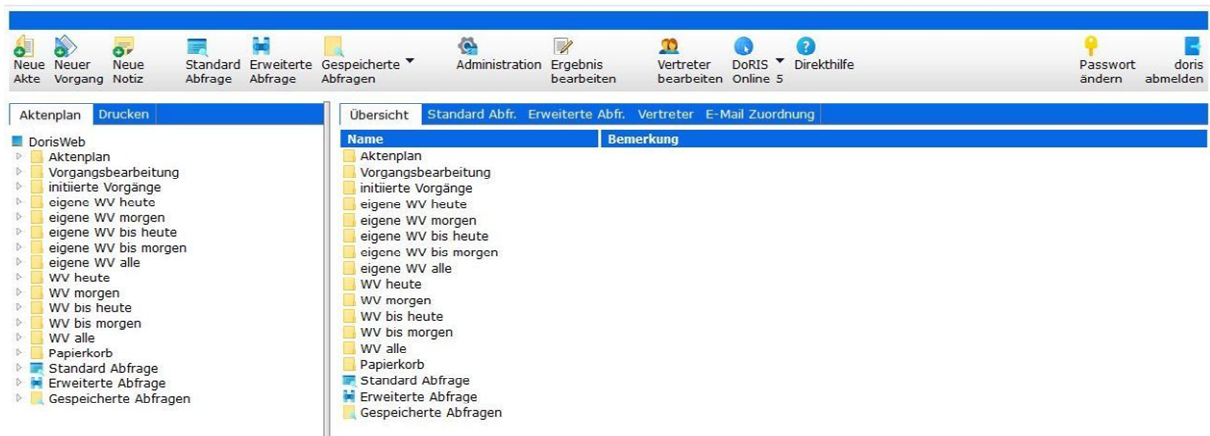 Neue Akte
Neuer Vorgang
Neue Notiz
Standard Abfrage
Erweiterte Abfrage
Gespeicherte Abfragen
Administration
Ergebnis bearbeiten
Vertreter bearbeiten
DoRIS Online 5
Direkthilfe
Passwort ändern
doris abmelden
Aktenplan Drucken
DorisWeb
Aktenplan
Vorgangsbearbeitung
initiierte Vorgänge
eigene WV heute
eigene WV morgen
eigene WV bis heute
eigene WV bis morgen
eigene WV alle
WV heute
WV morgen
WV bis heute
WV bis morgen
WV alle
Papierkorb
Standard Abfrage
Erweiterte Abfrage
Gespeicherte Abfragen
Übersicht Standard Abfr. Erweiterte Abfr. Vertreter E-Mail Zuordnung
Name Bemerkung
Aktenplan
Vorgangsbearbeitung
initiierte Vorgänge
eigene WV heute
eigene WV morgen
eigene WV bis heute
eigene WV bis morgen
eigene WV alle
WV heute
WV morgen
WV bis heute
WV bis morgen
WV alle
Papierkorb
Standard Abfrage
Erweiterte Abfrage
Gespeicherte Abfragen